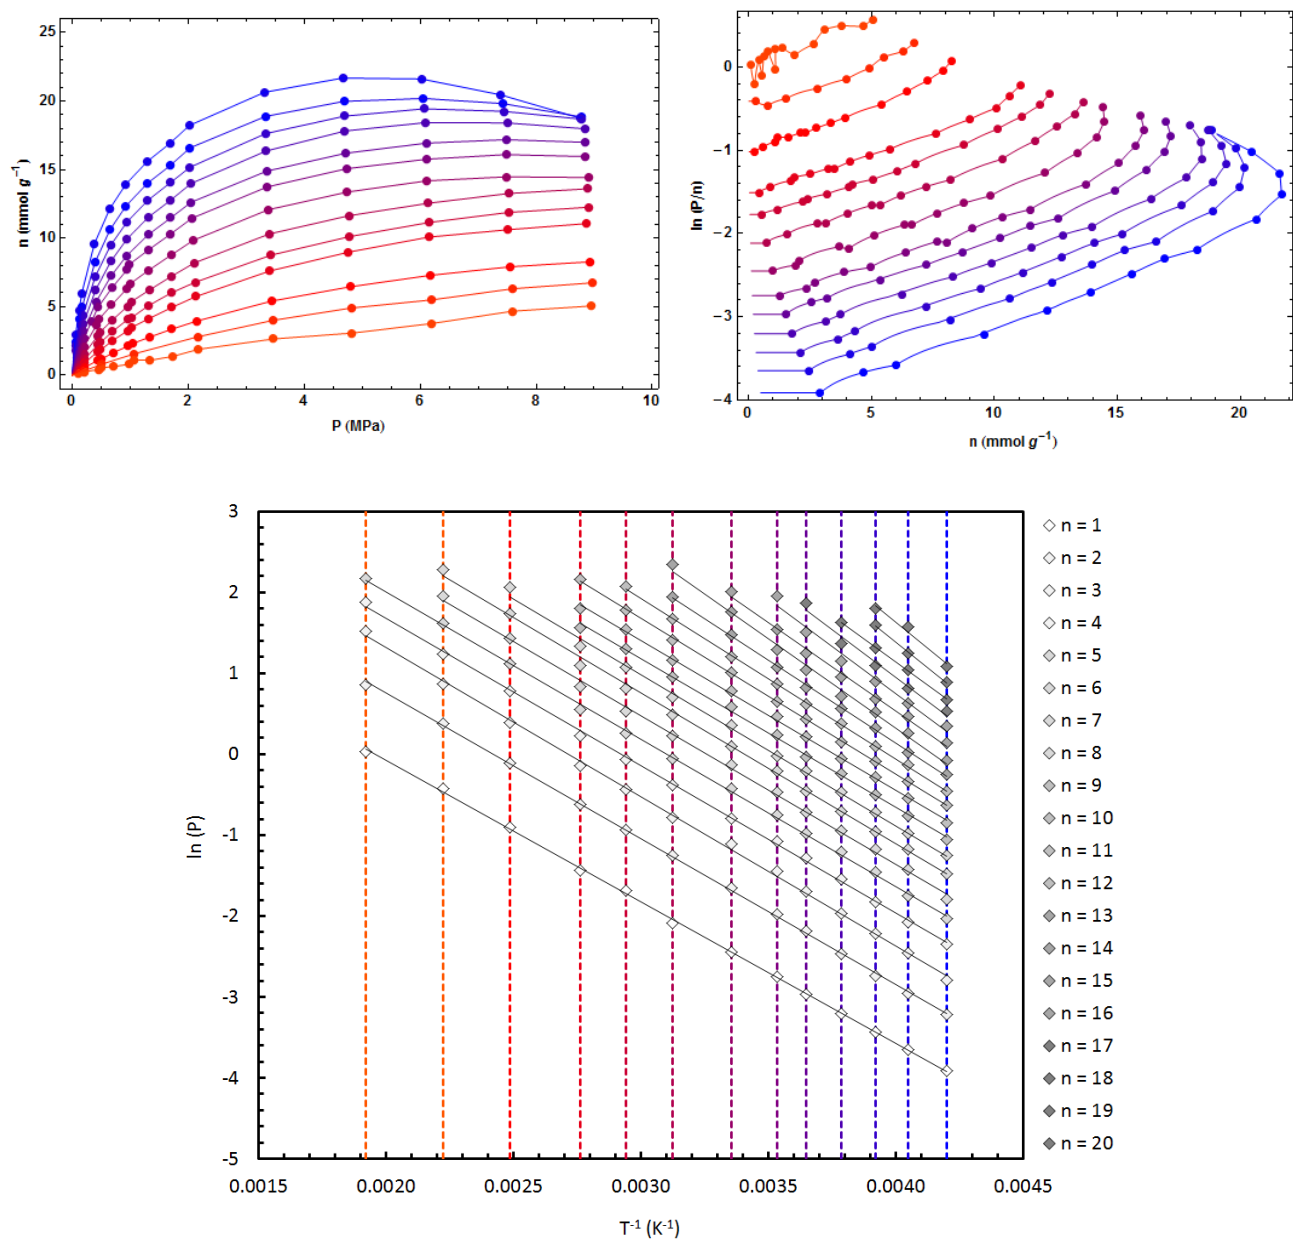 25
20
15
10
5
0
n (mmol g⁻¹)
0 2 4 6 8 10
P (MPa)
0
−1
−2
−3
−4
ln (P/n)
0 5 10 15 20
n (mmol g⁻¹)
3
2
1
0
-1
-2
-3
-4
-5
ln (P)
0.0015 0.0020 0.0025 0.0030 0.0035 0.0040 0.0045
T⁻¹ (K⁻¹)
n = 1
n = 2
n = 3
n = 4
n = 5
n = 6
n = 7
n = 8
n = 9
n = 10
n = 11
n = 12
n = 13
n = 14
n = 15
n = 16
n = 17
n = 18
n = 19
n = 20